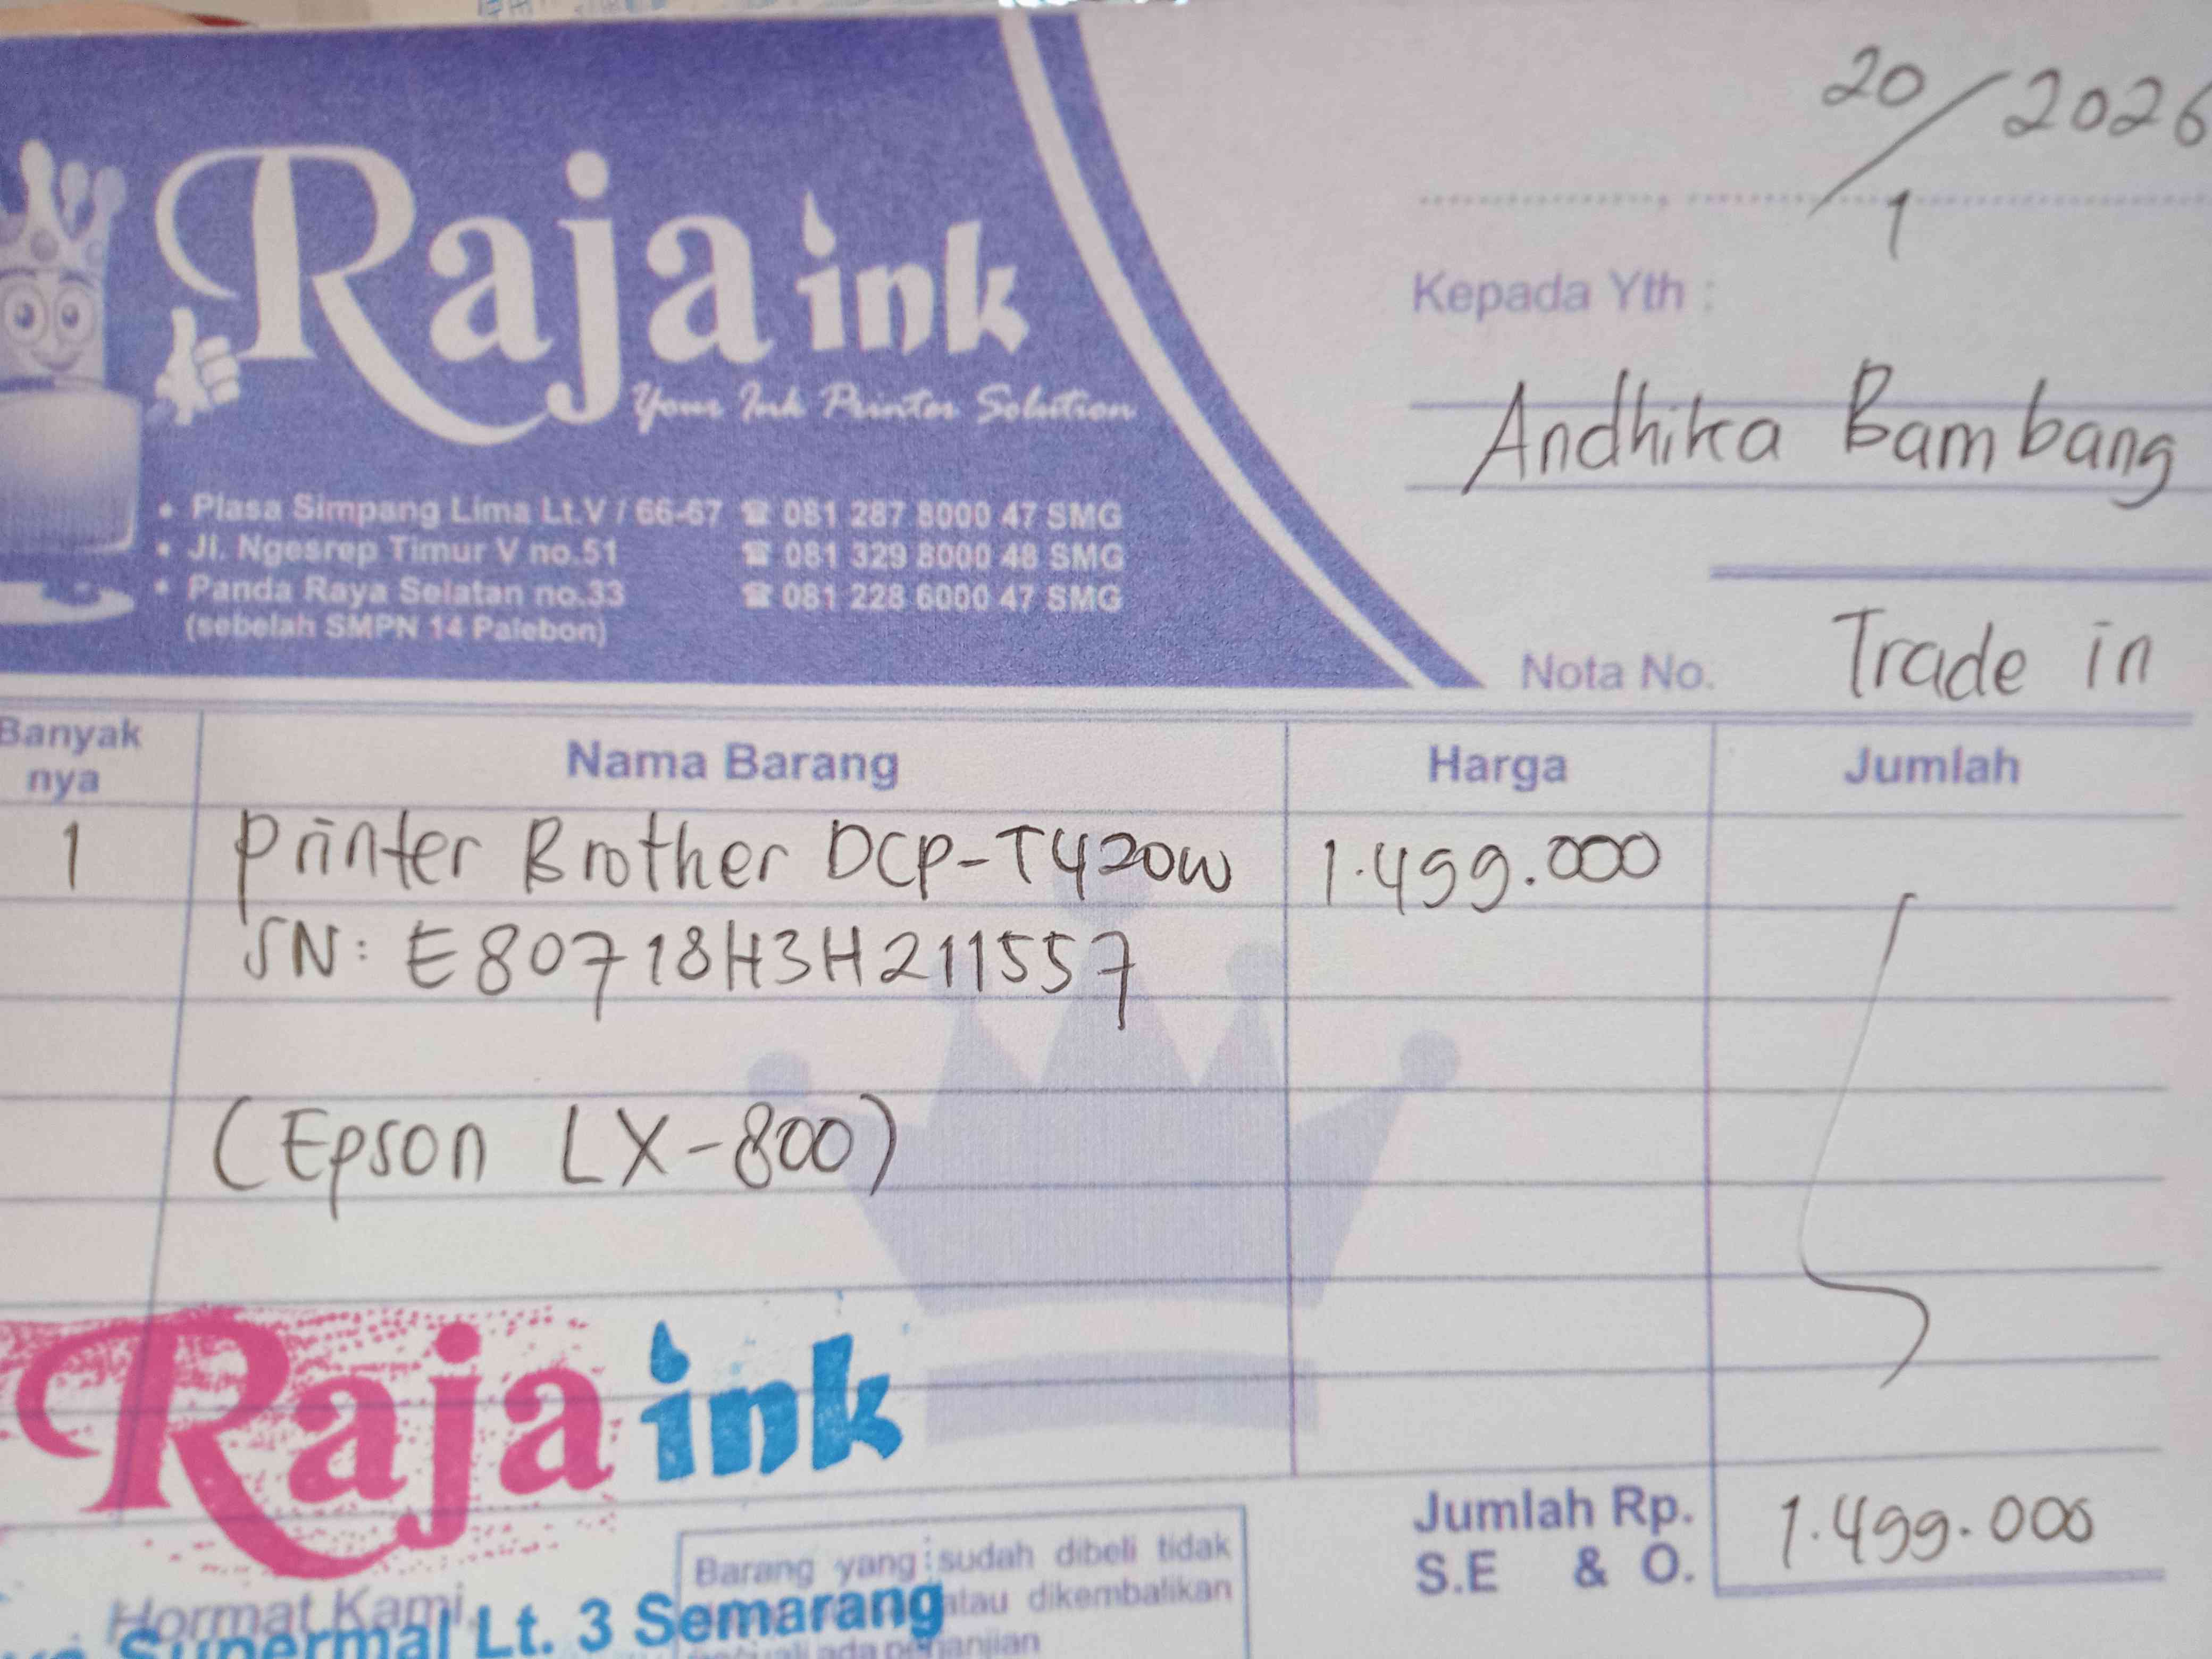 20/1 2026
Raja ink
Your Ink Printer Solution
Kepada Yth :
Andhika Bambang
• Plasa Simpang Lima Lt.V / 66-67 ☎ 081 287 8000 47 SMG
• Jl. Ngesrep Timur V no.51 ☎ 081 329 8000 48 SMG
• Panda Raya Selatan no.33 ☎ 081 228 6000 47 SMG
(sebelah SMPN 14 Palebon)
Nota No. Trade in
Banyak nya Nama Barang Harga Jumlah
1 Printer Brother DCP-T420W 1.499.000
SN: E80718H3H211557
(Epson LX-800)
Raja ink
Jumlah Rp. 1.499.000
S.E & O.
Barang yang sudah dibeli tidak
atau dikembalikan
Hormat Kami,
Supermal Lt. 3 Semarang